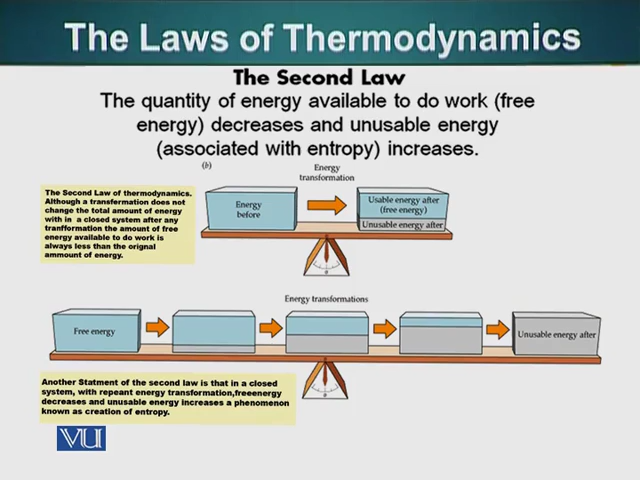 The Laws of Thermodynamics
The Second Law
The quantity of energy available to do work (free
energy) decreases and unusable energy
(associated with entropy) increases.
(b)
Energy
transformation
The Second Law of thermodynamics.
Although a transformation does not
change the total amount of energy
with in a closed system after any
tranfformation the amount of free
energy available to do work is
always less than the orignal
ammount of energy.
Energy
before
Usable energy after
(free energy)
Unusable energy after
Energy transformations
Free energy
Unusable energy after
Another Statment of the second law is that in a closed
system, with repeant energy transformation,freeenergy
decreases and unusable energy increases a phenomenon
known as creation of entropy.
VU